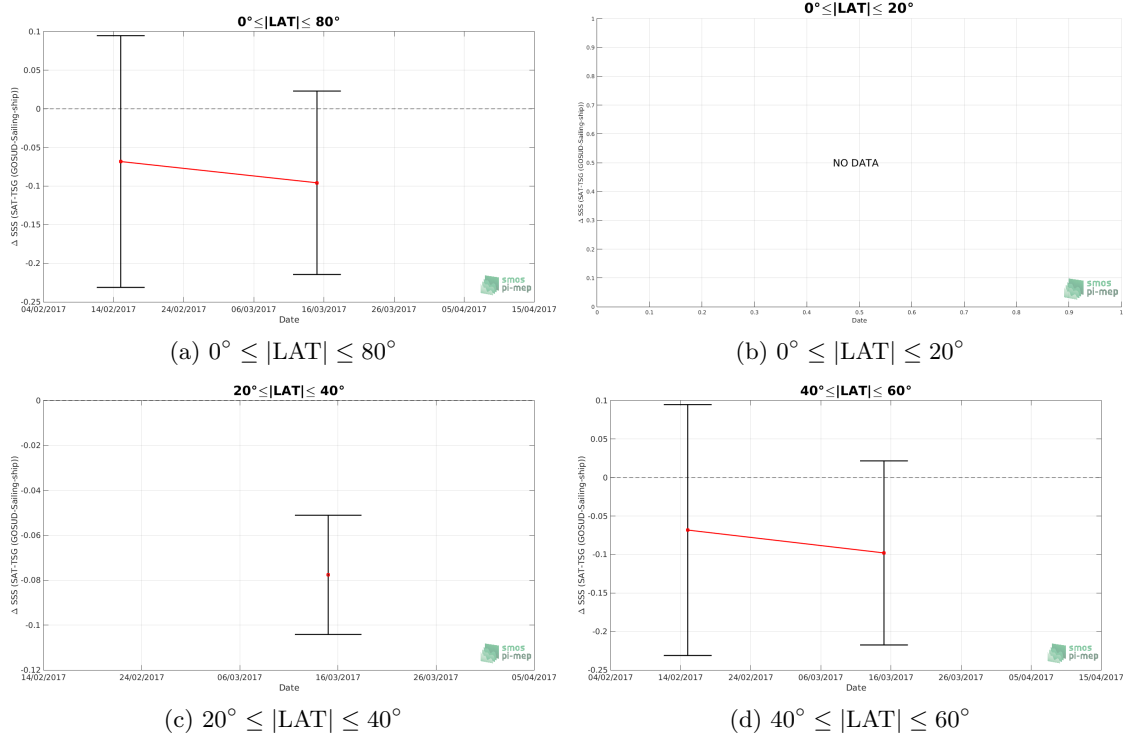 0°≤|LAT|≤ 80°
0.1
0.05
0
-0.05
-0.1
-0.15
-0.2
-0.25
Δ SSS (SAT-TSG (GOSUD-Sailing-ship))
04/02/2017 14/02/2017 24/02/2017 06/03/2017 16/03/2017 26/03/2017 05/04/2017 15/04/2017
Date
smos
pi-mep
(a) 0° ≤ |LAT| ≤ 80°
0°≤|LAT|≤ 20°
1
0.9
0.8
0.7
0.6
0.5
0.4
0.3
0.2
0.1
0
Δ SSS (SAT-TSG (GOSUD-Sailing-ship))
NO DATA
0 0.1 0.2 0.3 0.4 0.5 0.6 0.7 0.8 0.9 1
Date
smos
pi-mep
(b) 0° ≤ |LAT| ≤ 20°
20°≤|LAT|≤ 40°
0
-0.02
-0.04
-0.06
-0.08
-0.1
-0.12
Δ SSS (SAT-TSG (GOSUD-Sailing-ship))
14/02/2017 24/02/2017 06/03/2017 16/03/2017 26/03/2017 05/04/2017
Date
smos
pi-mep
(c) 20° ≤ |LAT| ≤ 40°
40°≤|LAT|≤ 60°
0.1
0.05
0
-0.05
-0.1
-0.15
-0.2
-0.25
Δ SSS (SAT-TSG (GOSUD-Sailing-ship))
04/02/2017 14/02/2017 24/02/2017 06/03/2017 16/03/2017 26/03/2017 05/04/2017 15/04/2017
Date
smos
pi-mep
(d) 40° ≤ |LAT| ≤ 60°